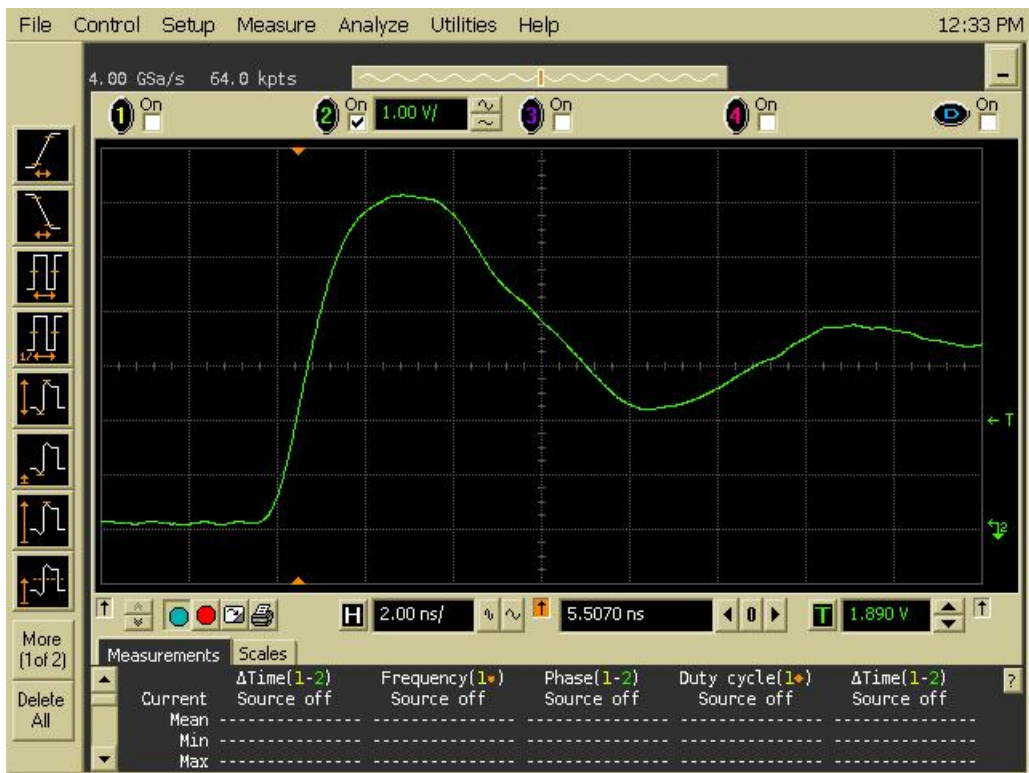 File Control Setup Measure Analyze Utilities Help 12:33 PM
4.00 GSa/s 64.0 kpts
1 On 2 On 1.00 V/ 3 On 4 On D On
T
2
1/
H 2.00 ns/ 5.5070 ns 0 T 1.890 V
More
(1of 2)
Delete
All
Measurements Scales
ΔTime(1-2) Frequency(1) Phase(1-2) Duty cycle(1) ΔTime(1-2) ?
Current Source off Source off Source off Source off Source off
Mean -------------- -------------- -------------- -------------- --------------
Min -------------- -------------- -------------- -------------- --------------
Max -------------- -------------- -------------- -------------- --------------